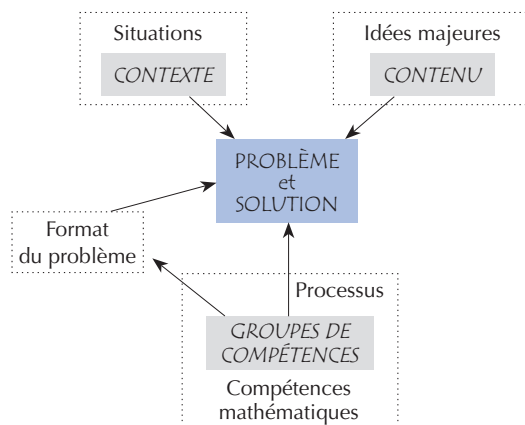 Situations
CONTEXTE
Idées majeures
CONTENU
PROBLÈME
et
SOLUTION
Format
du problème
Processus
GROUPES DE
COMPÉTENCES
Compétences
mathématiques